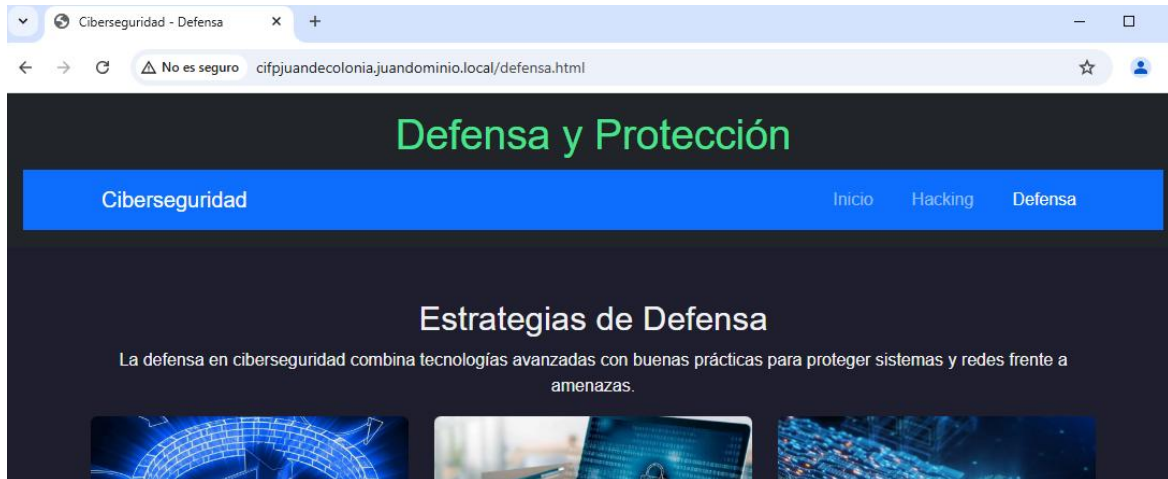 Ciberseguridad - Defensa
No es seguro cifpjuandecolonia.juandominio.local/defensa.html
Defensa y Protección
Ciberseguridad Inicio Hacking Defensa
Estrategias de Defensa
La defensa en ciberseguridad combina tecnologías avanzadas con buenas prácticas para proteger sistemas y redes frente a
amenazas.